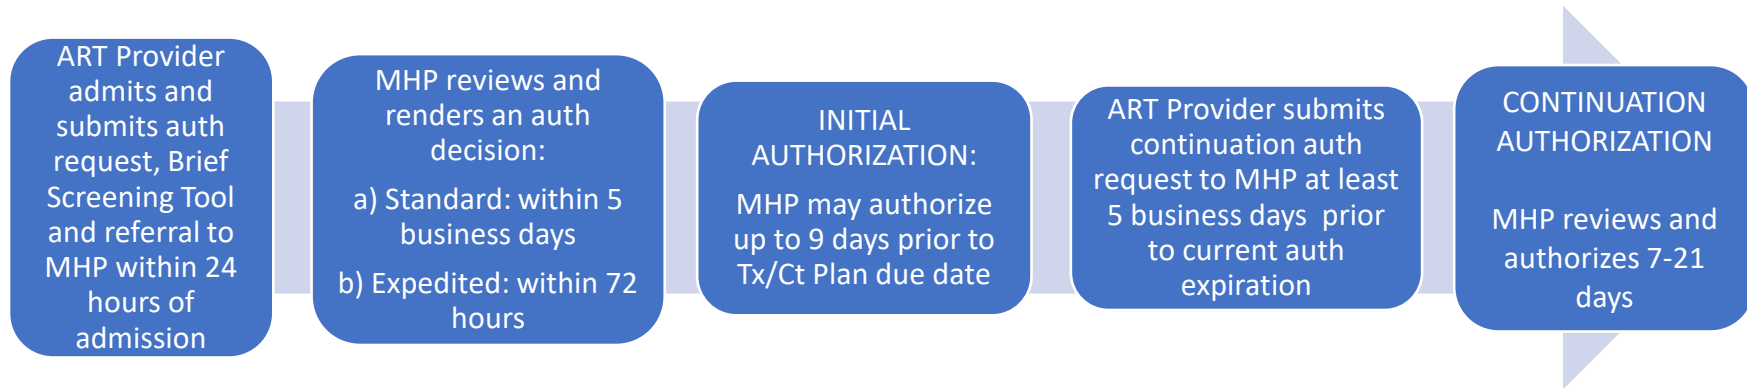 ART Provider
admits and
submits auth
request, Brief
Screening Tool
and referral to
MHP within 24
hours of
admission
MHP reviews and
renders an auth
decision:
a) Standard: within 5
business days
b) Expedited: within 72
hours
INITIAL
AUTHORIZATION:
MHP may authorize
up to 9 days prior to
Tx/Ct Plan due date
ART Provider submits
continuation auth
request to MHP at least
5 business days prior
to current auth
expiration
CONTINUATION
AUTHORIZATION
MHP reviews and
authorizes 7-21
days